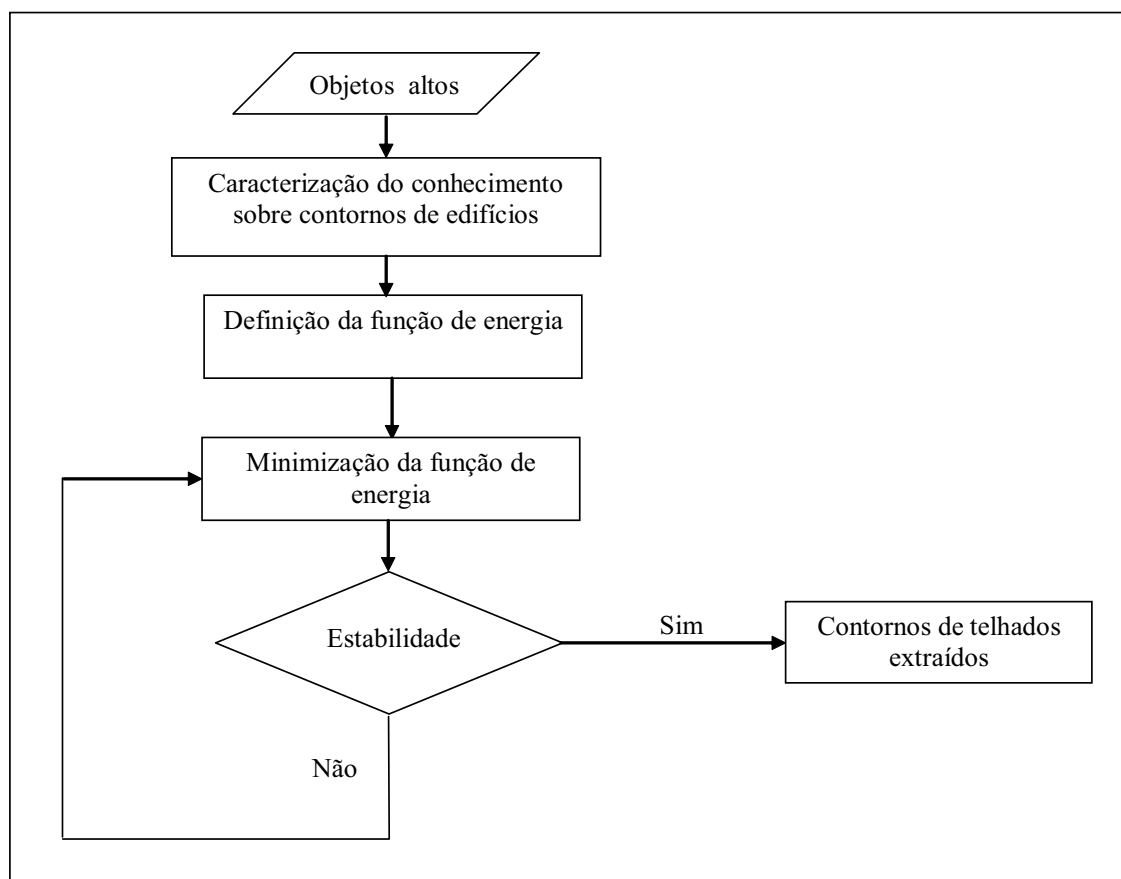 Objetos altos
Caracterização do conhecimento
sobre contornos de edifícios
Definição da função de energia
Minimização da função de
energia
Estabilidade
Sim
Contornos de telhados
extraídos
Não